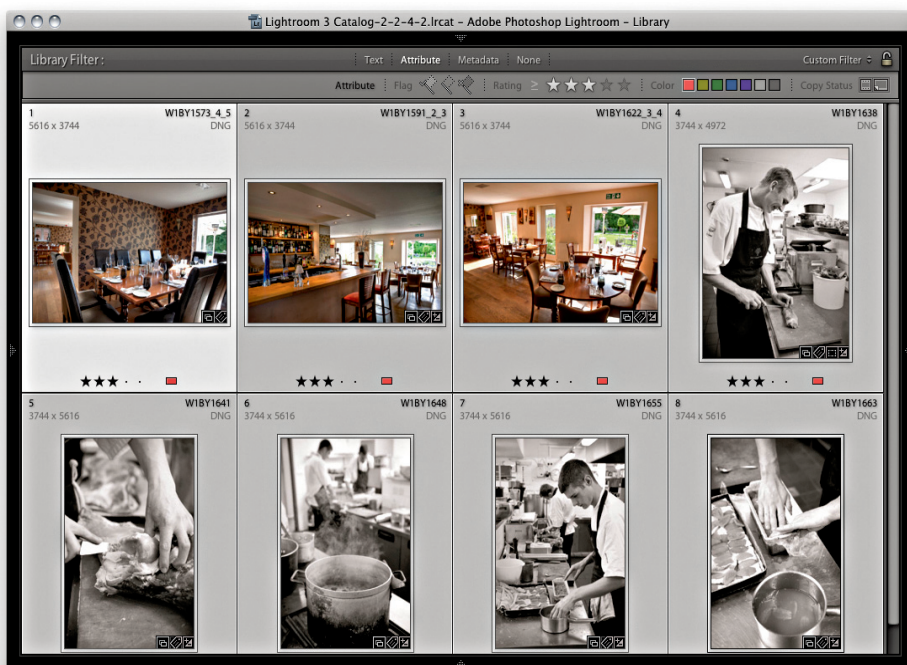 Lightroom 3 Catalog-2-2-4-2.lrcat – Adobe Photoshop Lightroom – Library
Library Filter : Text Attribute Metadata None Custom Filter
Attribute Flag Rating ≥ Color Copy Status
1 W1BY1573_4_5 2 W1BY1591_2_3 3 W1BY1622_3_4 4 W1BY1638
5616 x 3744 DNG 5616 x 3744 DNG 5616 x 3744 DNG 3744 x 4972 DNG
5 W1BY1641 6 W1BY1648 7 W1BY1655 8 W1BY1663
3744 x 5616 DNG 3744 x 5616 DNG 3744 x 5616 DNG 3744 x 5616 DNG